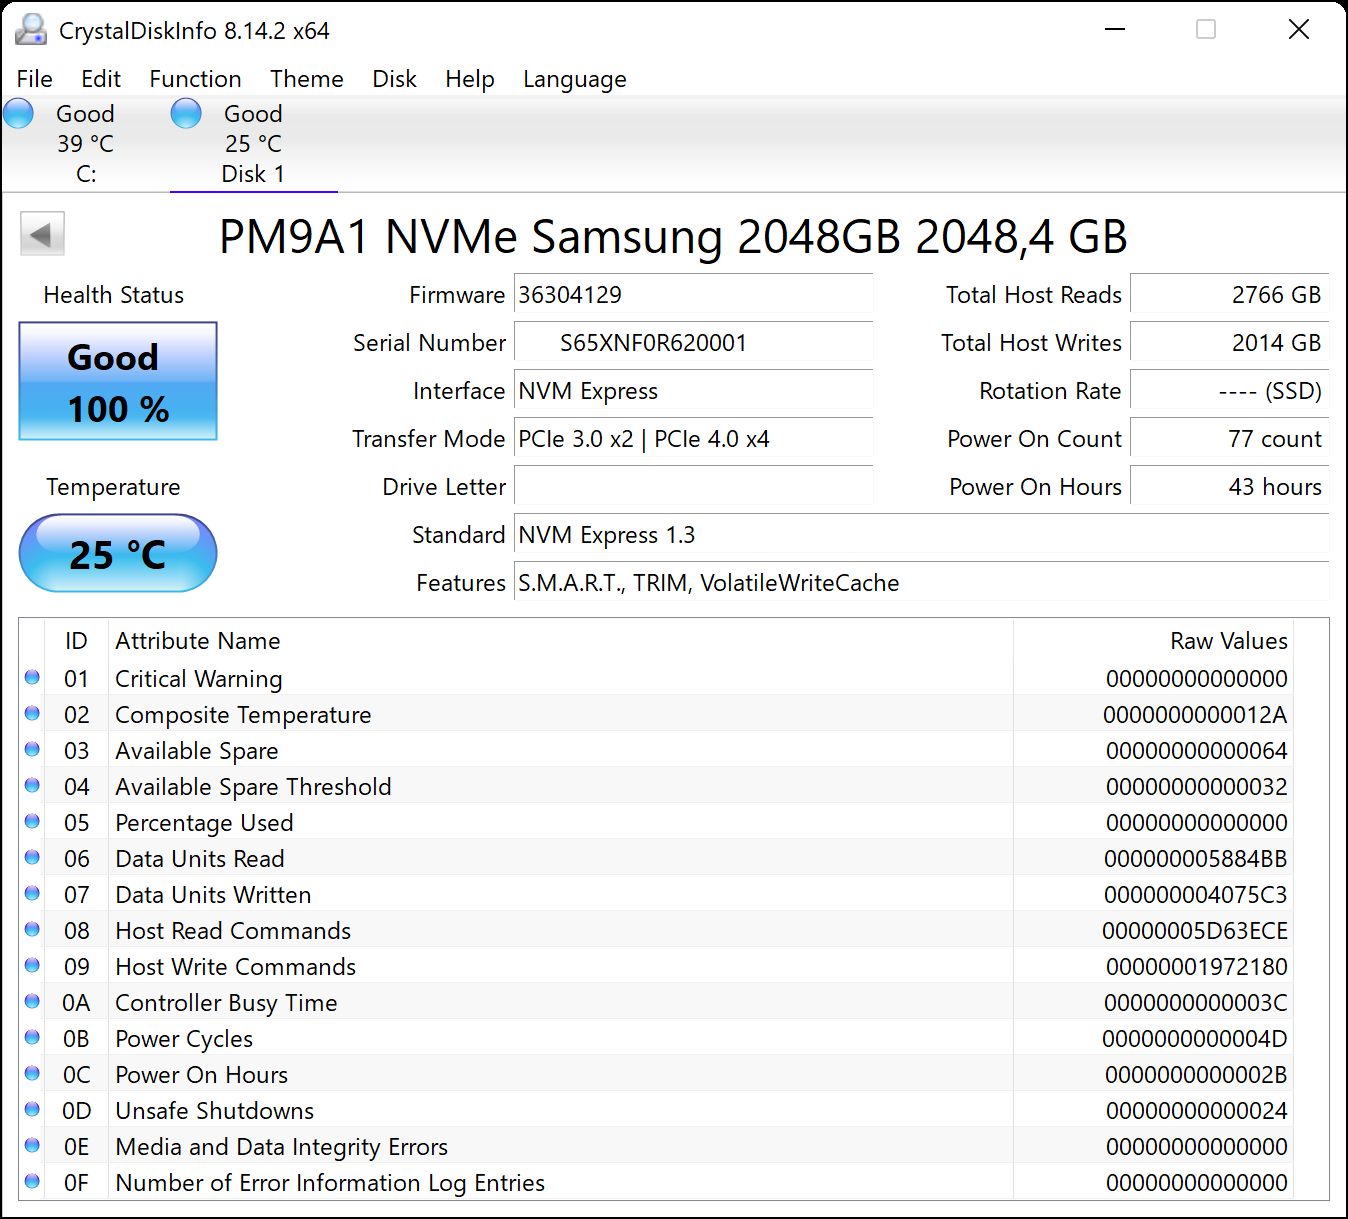 CrystalDiskInfo 8.14.2 x64
File Edit Function Theme Disk Help Language
Good Good
39 °C 25 °C
C: Disk 1
PM9A1 NVMe Samsung 2048GB 2048,4 GB
Health Status
Good
100 %
Temperature
25 °C
Firmware 36304129
Serial Number S65XNF0R620001
Interface NVM Express
Transfer Mode PCIe 3.0 x2 | PCIe 4.0 x4
Drive Letter
Standard NVM Express 1.3
Features S.M.A.R.T., TRIM, VolatileWriteCache
Total Host Reads 2766 GB
Total Host Writes 2014 GB
Rotation Rate ---- (SSD)
Power On Count 77 count
Power On Hours 43 hours
ID Attribute Name Raw Values
01 Critical Warning 00000000000000
02 Composite Temperature 0000000000012A
03 Available Spare 00000000000064
04 Available Spare Threshold 00000000000032
05 Percentage Used 00000000000000
06 Data Units Read 000000005884BB
07 Data Units Written 000000004075C3
08 Host Read Commands 00000005D63ECE
09 Host Write Commands 00000001972180
0A Controller Busy Time 0000000000003C
0B Power Cycles 0000000000004D
0C Power On Hours 0000000000002B
0D Unsafe Shutdowns 00000000000024
0E Media and Data Integrity Errors 00000000000000
0F Number of Error Information Log Entries 00000000000000